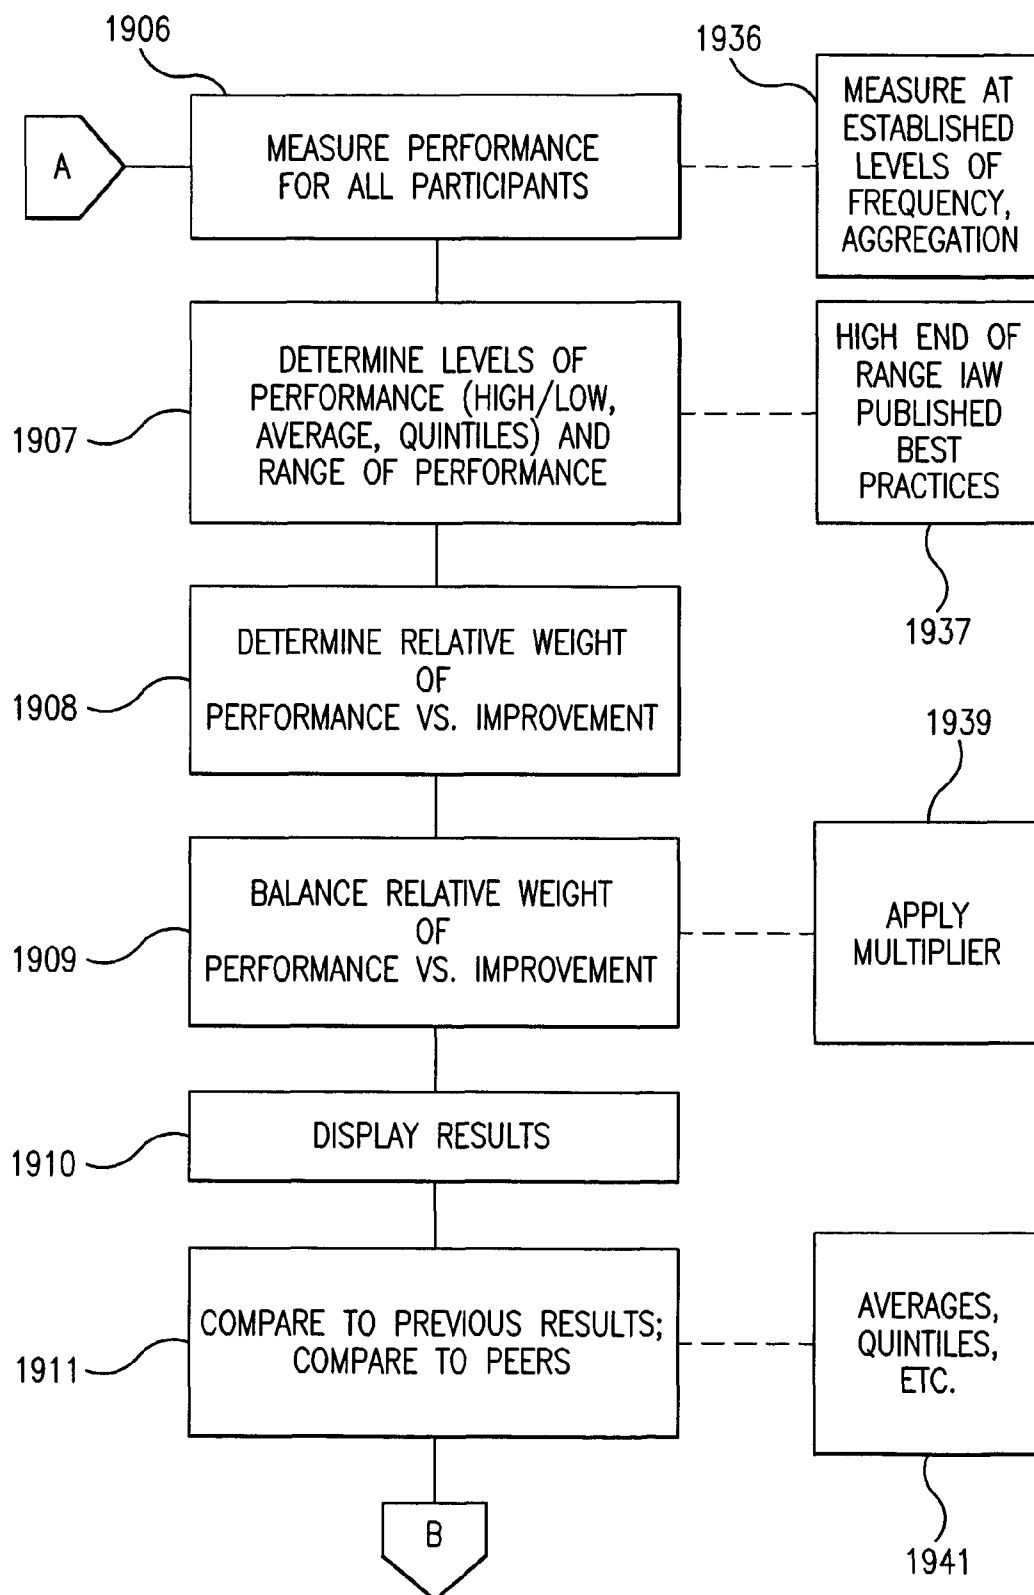 1906
1936
A
MEASURE PERFORMANCE
FOR ALL PARTICIPANTS
MEASURE AT
ESTABLISHED
LEVELS OF
FREQUENCY,
AGGREGATION
1907
DETERMINE LEVELS OF
PERFORMANCE (HIGH/LOW,
AVERAGE, QUINTILES) AND
RANGE OF PERFORMANCE
HIGH END OF
RANGE IAW
PUBLISHED
BEST
PRACTICES
1937
1908
DETERMINE RELATIVE WEIGHT
OF
PERFORMANCE VS. IMPROVEMENT
1939
1909
BALANCE RELATIVE WEIGHT
OF
PERFORMANCE VS. IMPROVEMENT
APPLY
MULTIPLIER
1910
DISPLAY RESULTS
1911
COMPARE TO PREVIOUS RESULTS;
COMPARE TO PEERS
AVERAGES,
QUINTILES,
ETC.
1941
B